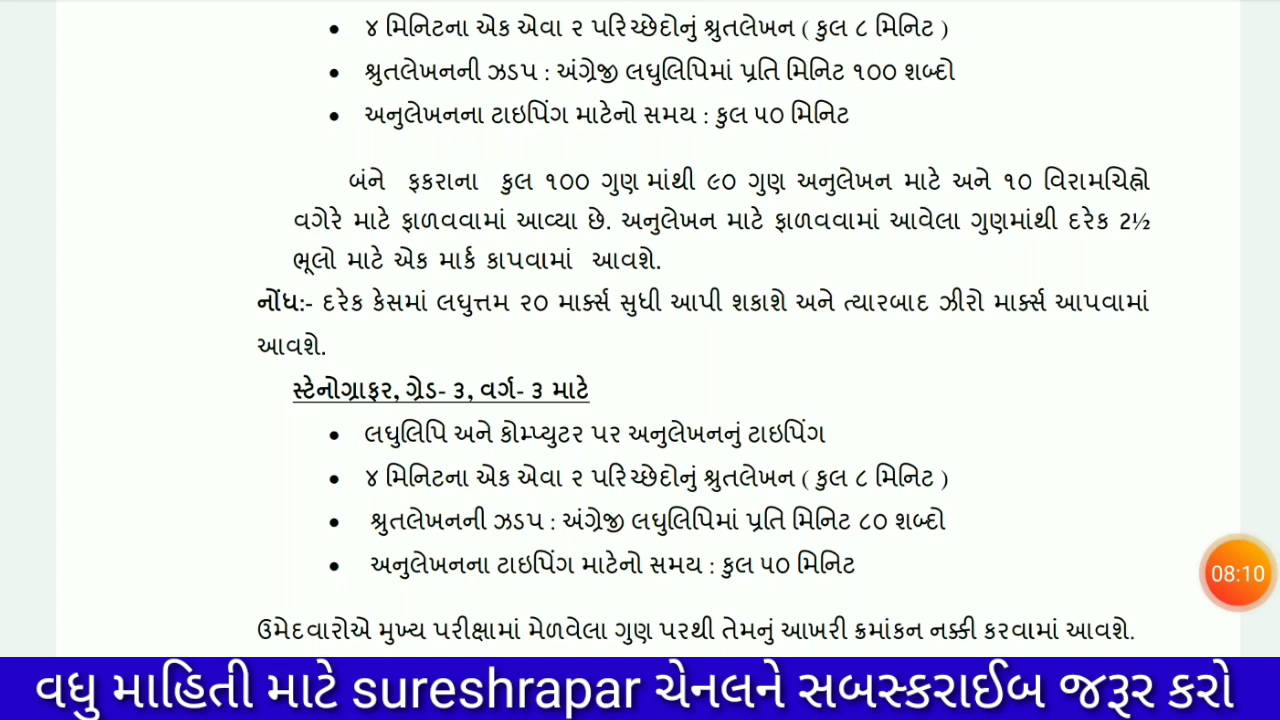 • ૪ મિનિટના એક એવા ૨ પરિચ્છેદોનું શ્રુતલેખન ( કુલ ૮ મિનિટ )
• શ્રુતલેખનની ઝડપ : અંગ્રેજી લઘુલિપિમાં પ્રતિ મિનિટ ૧૦૦ શબ્દો
• અનુલેખનના ટાઇપિંગ માટેનો સમય : કુલ ૫૦ મિનિટ
બંને ફકરાના કુલ ૧૦૦ ગુણ માંથી ૯૦ ગુણ અનુલેખન માટે અને ૧૦ વિરામચિહ્નો
વગેરે માટે ફાળવવામાં આવ્યા છે. અનુલેખન માટે ફાળવવામાં આવેલા ગુણમાંથી દરેક 2½
ભૂલો માટે એક માર્ક કાપવામાં આવશે.
નોંધઃ- દરેક કેસમાં લઘુત્તમ ૨૦ માર્ક્સ સુધી આપી શકાશે અને ત્યારબાદ ઝીરો માર્ક્સ આપવામાં
આવશે.
સ્ટેનોગ્રાફર, ગ્રેડ- ૩, વર્ગ- ૩ માટે
• લઘુલિપિ અને કોમ્પ્યુટર પર અનુલેખનનું ટાઇપિંગ
• ૪ મિનિટના એક એવા ૨ પરિચ્છેદોનું શ્રુતલેખન ( કુલ ૮ મિનિટ )
• શ્રુતલેખનની ઝડપ : અંગ્રેજી લઘુલિપિમાં પ્રતિ મિનિટ ૮૦ શબ્દો
• અનુલેખનના ટાઇપિંગ માટેનો સમય : કુલ ૫૦ મિનિટ
08:10
ઉમેદવારોએ મુખ્ય પરીક્ષામાં મેળવેલા ગુણ પરથી તેમનું આખરી ક્રમાંકન નક્કી કરવામાં આવશે.
વધુ માહિતી માટે sureshrapar ચેનલને સબસ્કરાઈબ જરૂર કરો